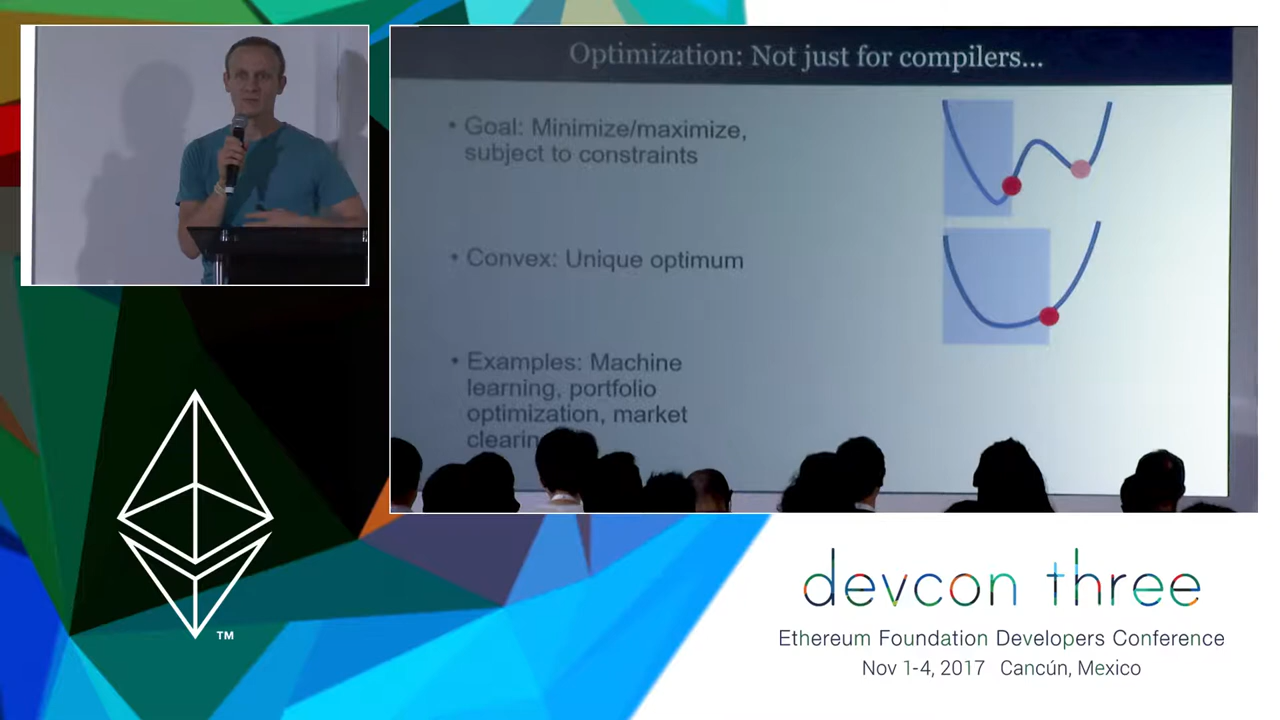 Optimization: Not just for compilers...
• Goal: Minimize/maximize,
subject to constraints
• Convex: Unique optimum
• Examples: Machine
learning, portfolio
optimization, market
TM
devcon three
Ethereum Foundation Developers Conference
Nov 1-4, 2017 Cancún, Mexico